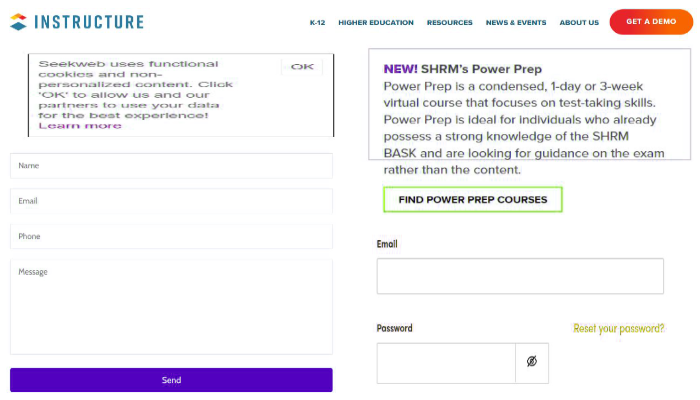 INSTRUCTURE
K-12 HIGHER EDUCATION RESOURCES NEWS & EVENTS ABOUT US GET A DEMO
Seekweb uses functional
cookies and non-
personalized content. Click
'OK' to allow us and our
partners to use your data
for the best experience!
Learn more
OK
Name
Email
Phone
Message
Send
NEW! SHRM's Power Prep
Power Prep is a condensed, 1-day or 3-week
virtual course that focuses on test-taking skills.
Power Prep is ideal for individuals who already
possess a strong knowledge of the SHRM
BASK and are looking for guidance on the exam
rather than the content.
FIND POWER PREP COURSES
Email
Password
Reset your password?